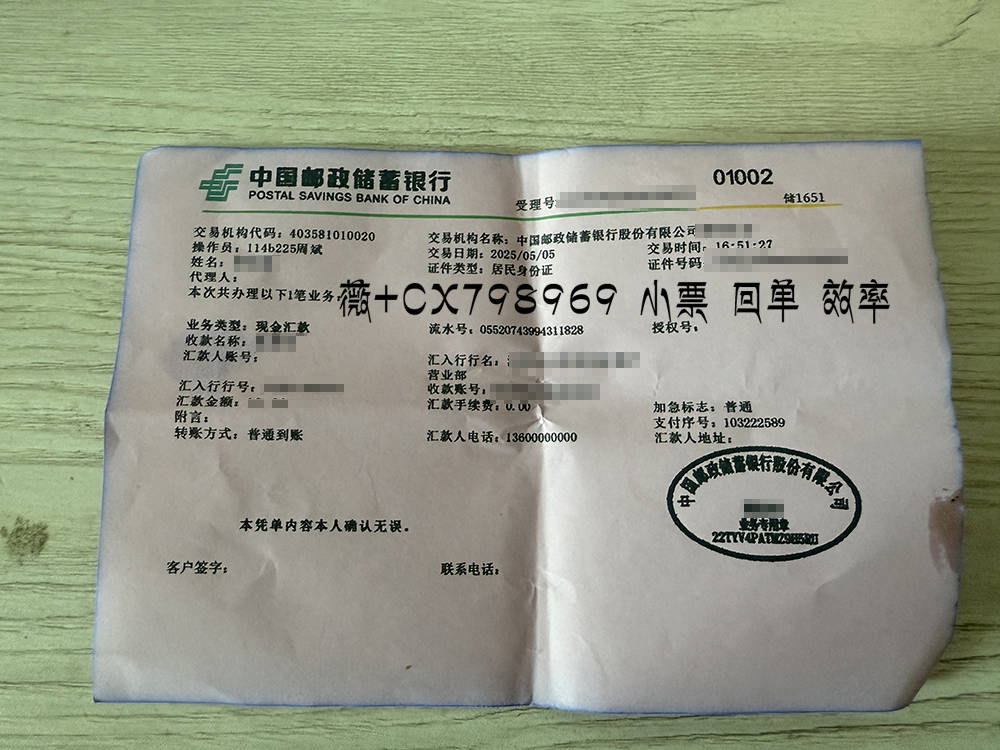 中国邮政储蓄银行
POSTAL SAVINGS BANK OF CHINA
01002
受理号:
储1651
交易机构代码：403581010020
交易机构名称：中国邮政储蓄银行股份有限公司
操作员：114b225周斌
交易日期：2025/05/05
交易时间：16:51:27
姓名：
证件类型：居民身份证
证件号码：
代理人：
本次共办理以下1笔业务：
薇+CX798969 小票 回单 效率
业务类型：现金汇款
流水号：05520743994311828
授权号：
收款名称：
汇款人账号：
汇入行行名：
营业部
汇入行行号：
收款账号：
汇款金额：
汇款手续费：0.00
加急标志：普通
附言：
支付序号：103222589
转账方式：普通到账
汇款人电话：13600000000
汇款人地址：
中国邮政储蓄银行股份有限公司
业务专用章
22TYV4PATMZ9H5RU
本凭单内容本人确认无误。
客户签字：
联系电话：